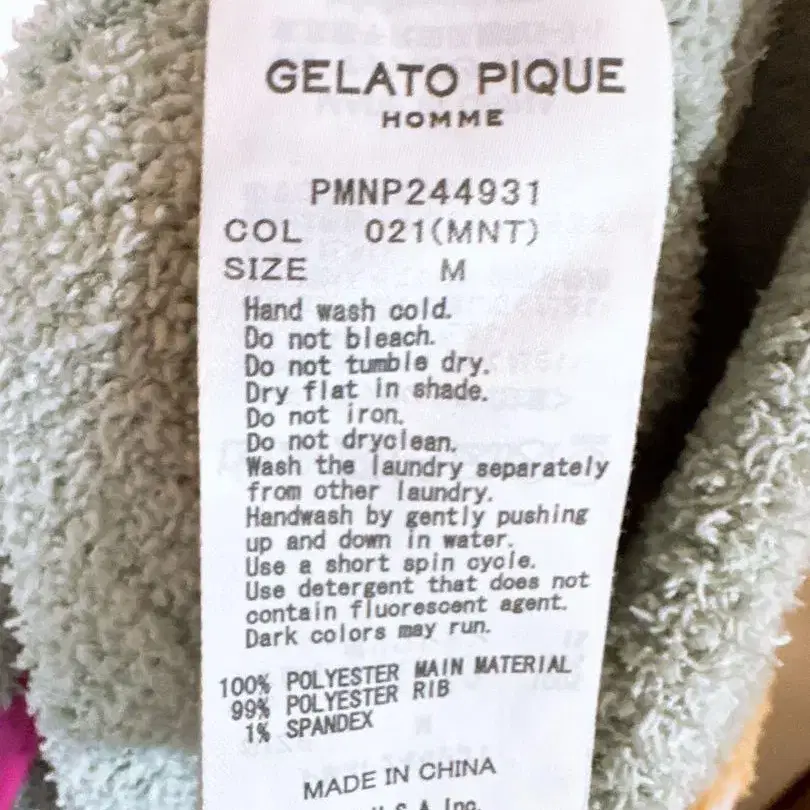 GELATO PIQUE
HOMME
PMNP244931
COL 021(MNT)
SIZE M
Hand wash cold.
Do not bleach.
Do not tumble dry.
Dry flat in shade.
Do not iron.
Do not dryclean.
Wash the laundry separately
from other laundry.
Handwash by gently pushing
up and down in water.
Use a short spin cycle.
Use detergent that does not
contain fluorescent agent.
Dark colors may run.
100% POLYESTER MAIN MATERIAL
99% POLYESTER RIB
1% SPANDEX
MADE IN CHINA
U.S.A.Inc.